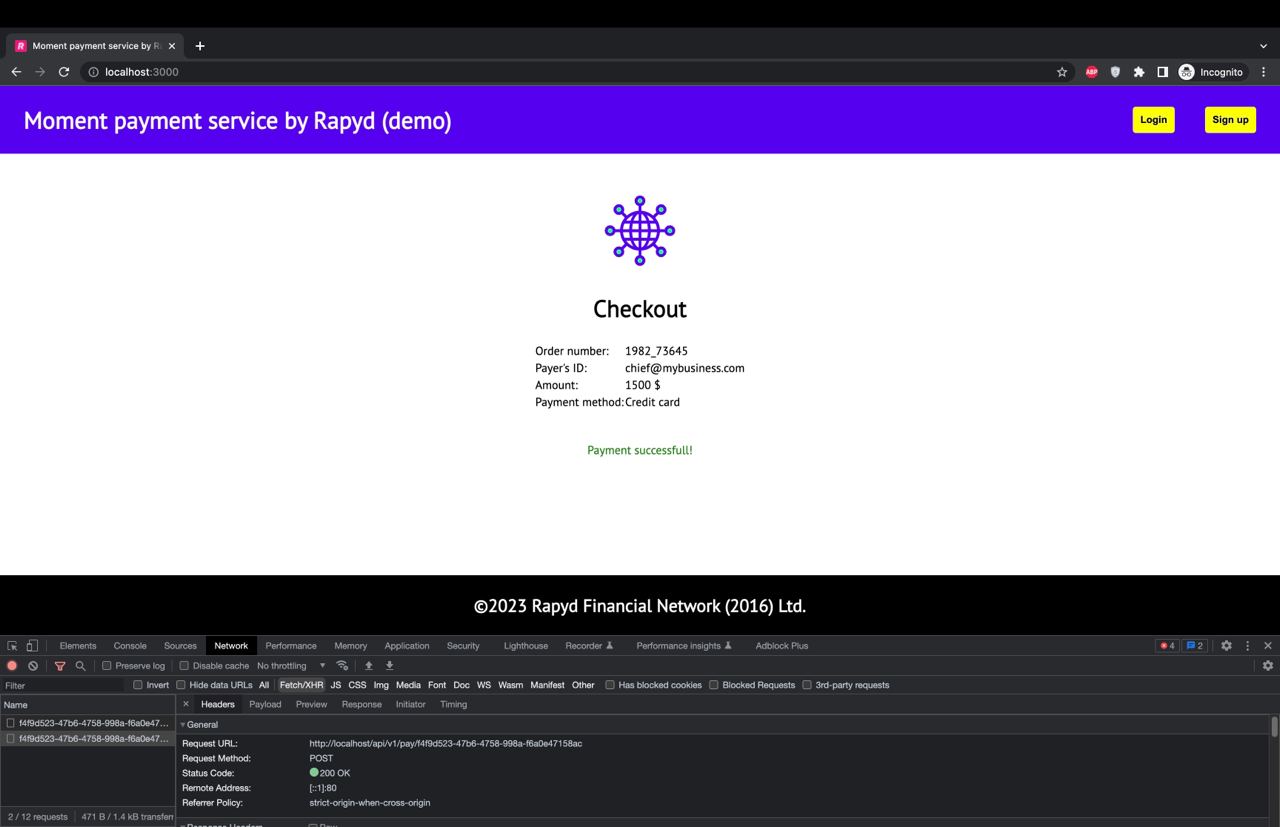 Moment payment service by Ra
localhost:3000
ABP
Incognito
Moment payment service by Rapyd (demo)
Login
Sign up
Checkout
Order number: 1982_73645
Payer's ID: chief@mybusiness.com
Amount: 1500 $
Payment method: Credit card
Payment successfull!
©2023 Rapyd Financial Network (2016) Ltd.
Elements Console Sources Network Performance Memory Application Security Lighthouse Recorder Performance insights Adblock Plus 4 2
Preserve log Disable cache No throttling
Filter Invert Hide data URLs All Fetch/XHR JS CSS Img Media Font Doc WS Wasm Manifest Other Has blocked cookies Blocked Requests 3rd-party requests
Name
f4f9d523-47b6-4758-998a-f6a0e47...
f4f9d523-47b6-4758-998a-f6a0e47...
2 / 12 requests 471 B / 1.4 kB transferr
Headers Payload Preview Response Initiator Timing
General
Request URL: http://localhost/api/v1/pay/f4f9d523-47b6-4758-998a-f6a0e47158ac
Request Method: POST
Status Code: 200 OK
Remote Address: [::1]:80
Referrer Policy: strict-origin-when-cross-origin